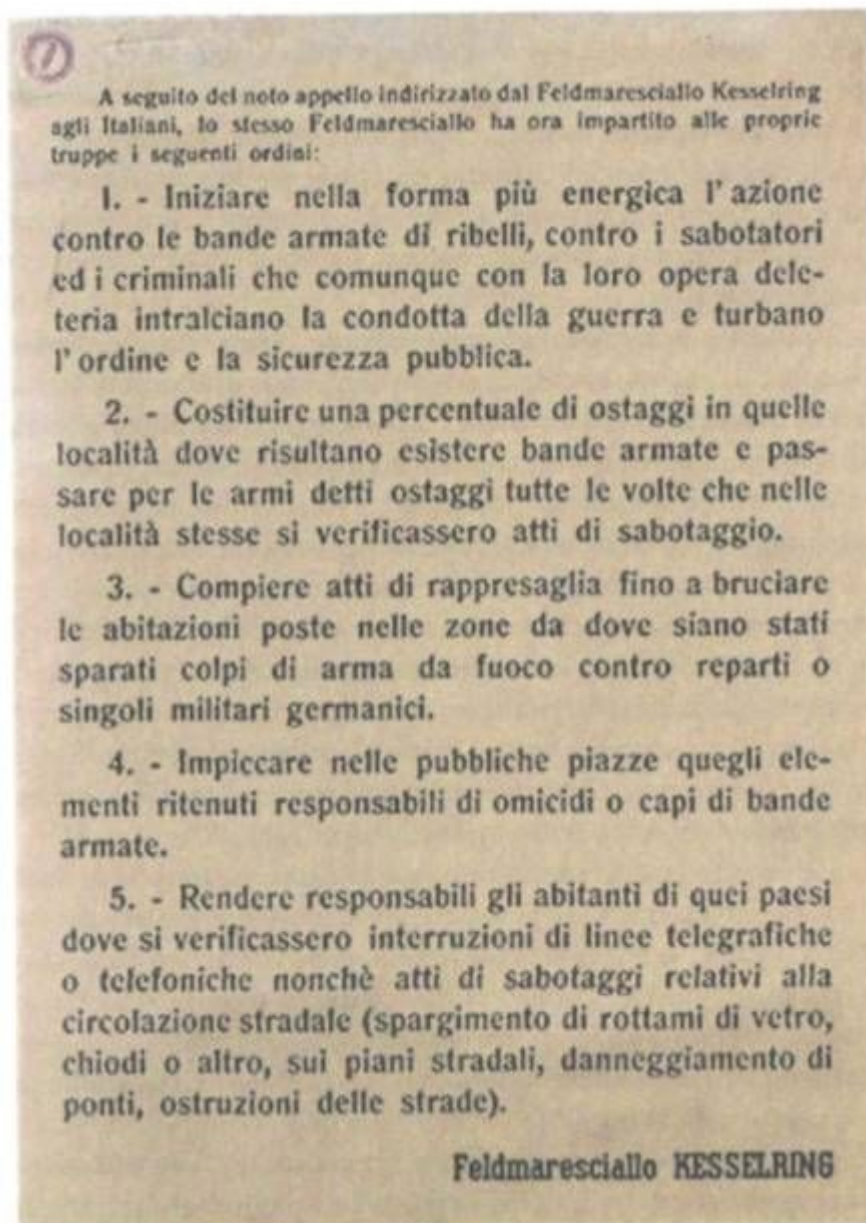 1
A seguito del noto appello indirizzato dal Feldmaresciallo Kesselring
agli Italiani, lo stesso Feldmaresciallo ha ora impartito alle proprie
truppe i seguenti ordini:
1. - Iniziare nella forma più energica l'azione
contro le bande armate di ribelli, contro i sabotatori
ed i criminali che comunque con la loro opera dele-
teria intralciano la condotta della guerra e turbano
l'ordine e la sicurezza pubblica.
2. - Costituire una percentuale di ostaggi in quelle
località dove risultano esistere bande armate e pas-
sare per le armi detti ostaggi tutte le volte che nelle
località stesse si verificassero atti di sabotaggio.
3. - Compiere atti di rappresaglia fino a bruciare
le abitazioni poste nelle zone da dove siano stati
sparati colpi di arma da fuoco contro reparti o
singoli militari germanici.
4. - Impiccare nelle pubbliche piazze quegli ele-
menti ritenuti responsabili di omicidi o capi di bande
armate.
5. - Rendere responsabili gli abitanti di quei paesi
dove si verificassero interruzioni di linee telegrafiche
o telefoniche nonchè atti di sabotaggi relativi alla
circolazione stradale (spargimento di rottami di vetro,
chiodi o altro, sui piani stradali, danneggiamento di
ponti, ostruzioni delle strade).
Feldmaresciallo KESSELRING